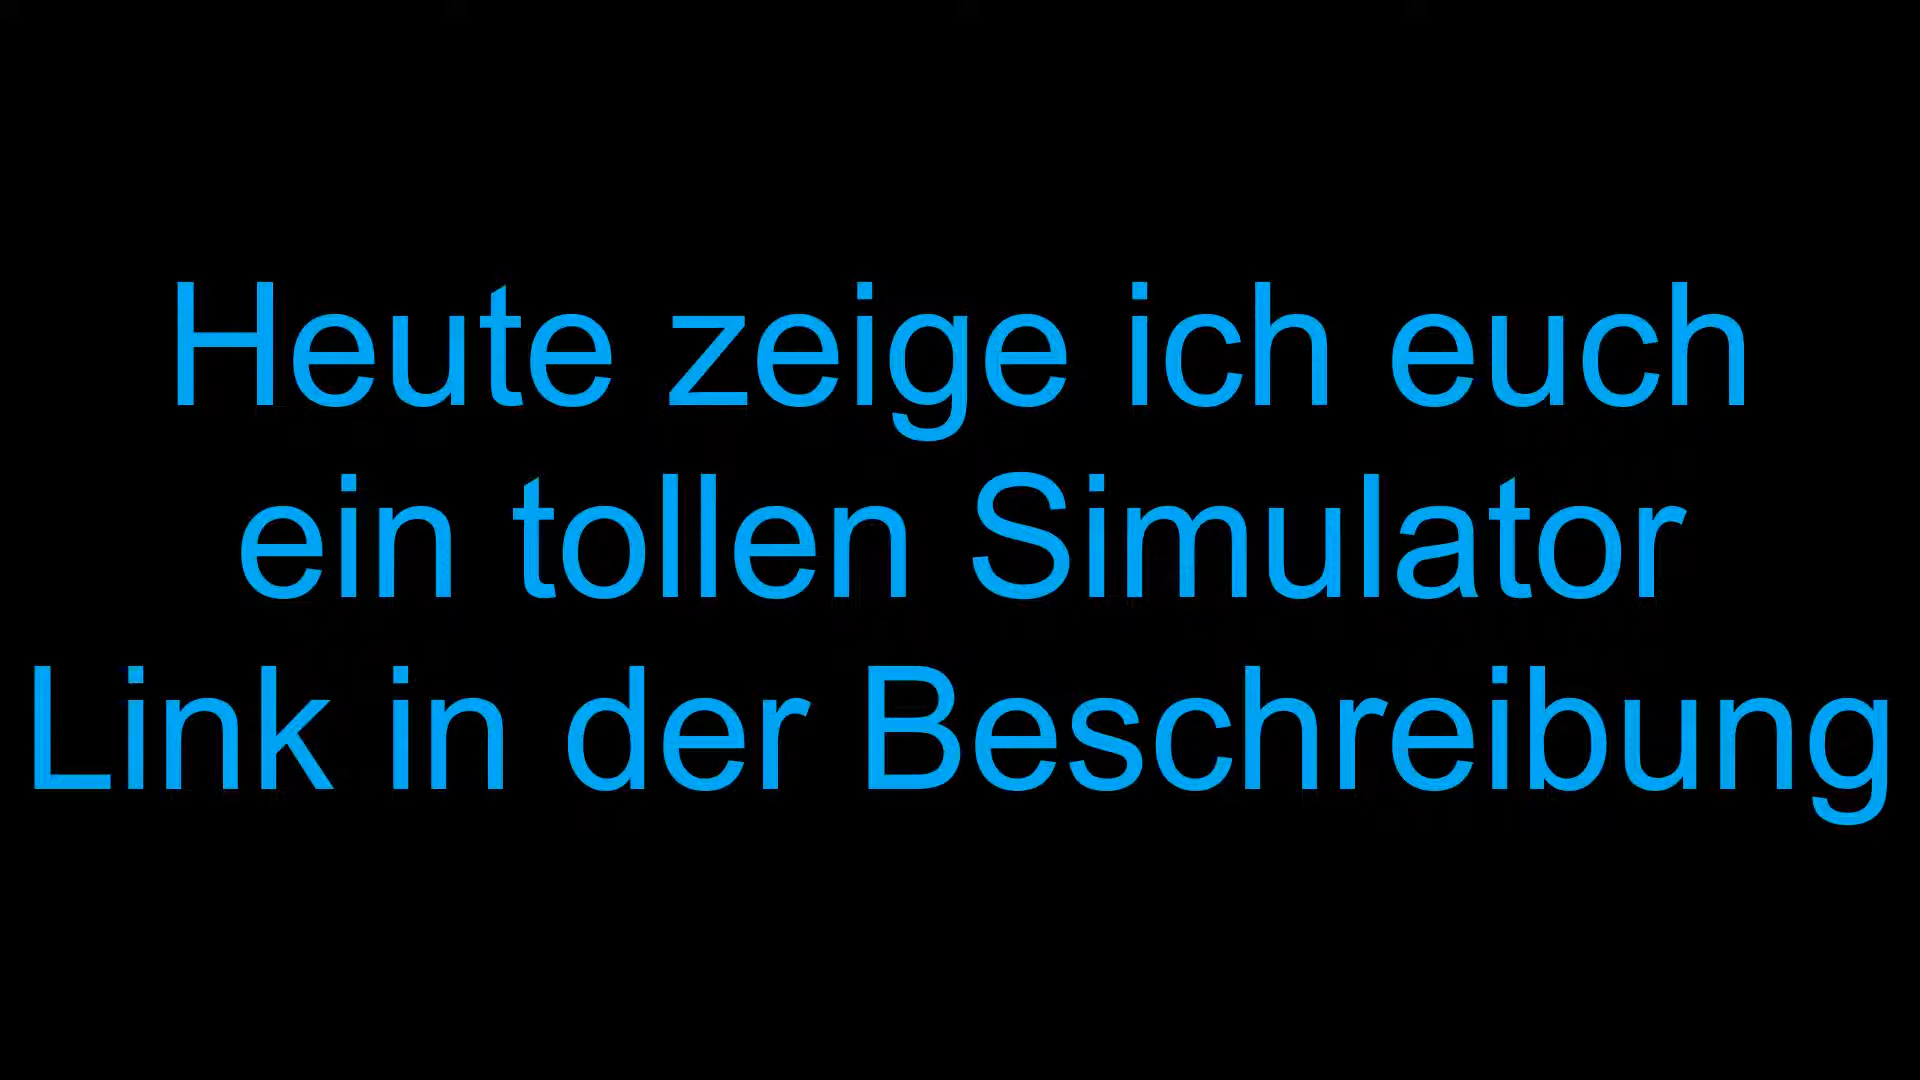 Heute zeige ich euch
ein tollen Simulator
Link in der Beschreibung